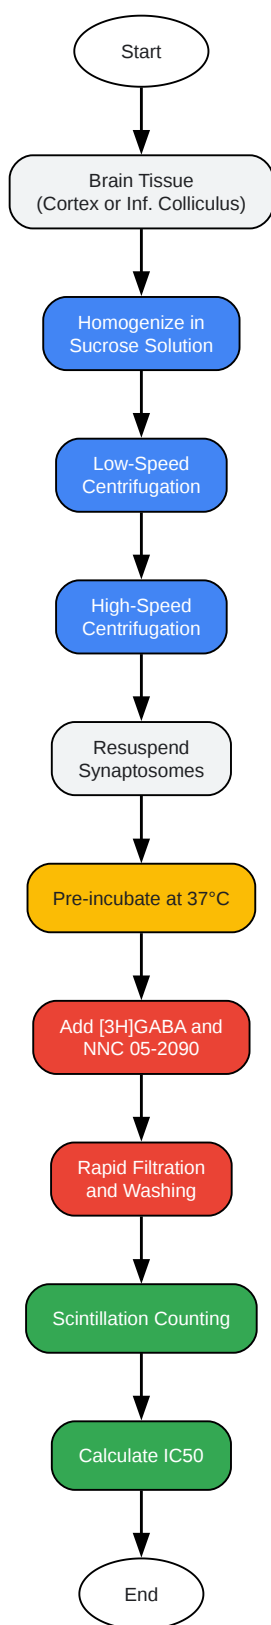 Start
Brain Tissue
(Cortex or Inf. Colliculus)
Homogenize in
Sucrose Solution
Low-Speed
Centrifugation
High-Speed
Centrifugation
Resuspend
Synaptosomes
Pre-incubate at 37°C
Add [3H]GABA and
NNC 05-2090
Rapid Filtration
and Washing
Scintillation Counting
Calculate IC50
End